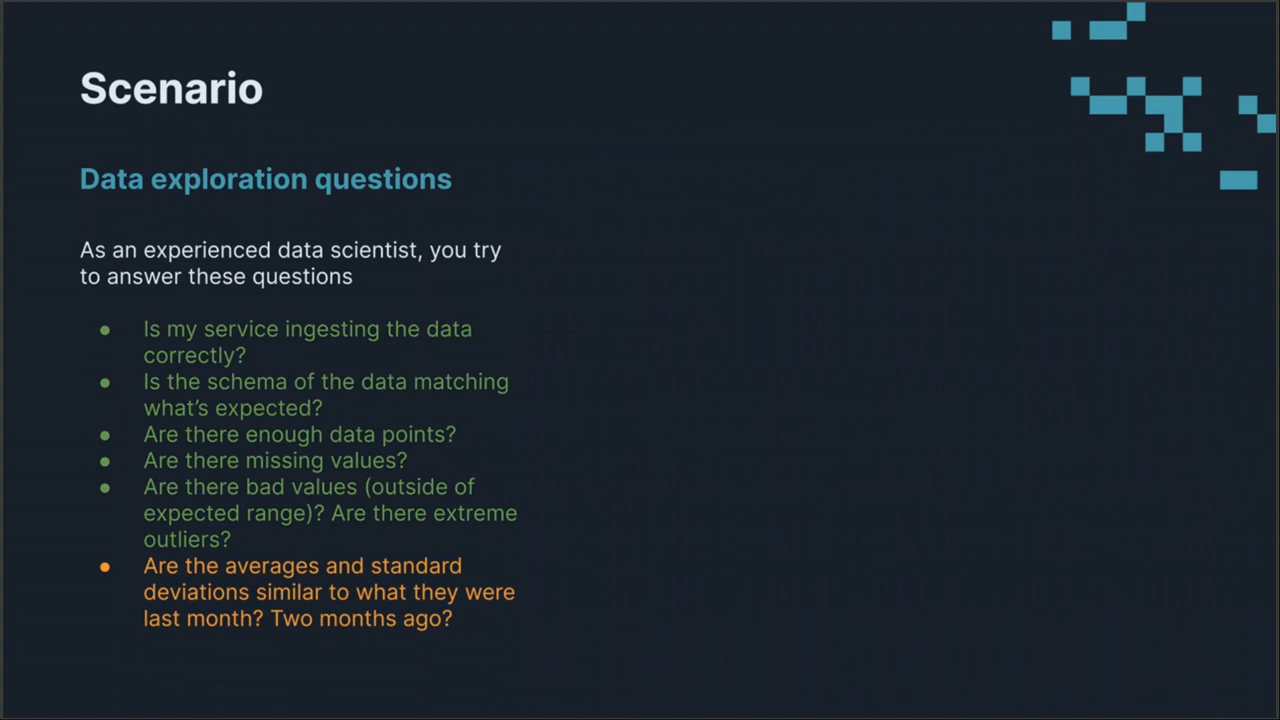 Scenario
Data exploration questions
As an experienced data scientist, you try
to answer these questions
● Is my service ingesting the data
correctly?
● Is the schema of the data matching
what’s expected?
● Are there enough data points?
● Are there missing values?
● Are there bad values (outside of
expected range)? Are there extreme
outliers?
● Are the averages and standard
deviations similar to what they were
last month? Two months ago?